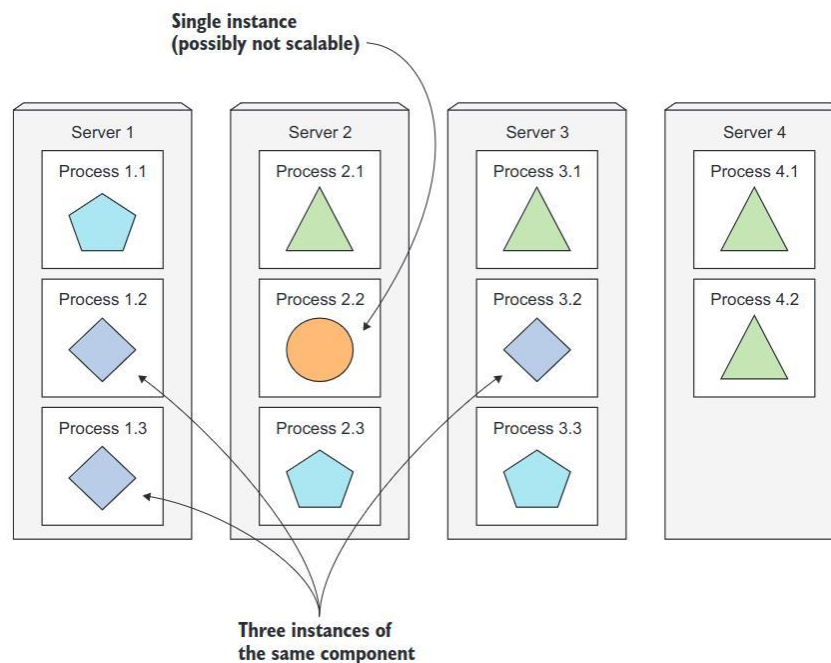 Single instance
(possibly not scalable)
Server 1
Server 2
Server 3
Server 4
Process 1.1
Process 2.1
Process 3.1
Process 4.1
Process 1.2
Process 2.2
Process 3.2
Process 4.2
Process 1.3
Process 2.3
Process 3.3
Three instances of
the same component